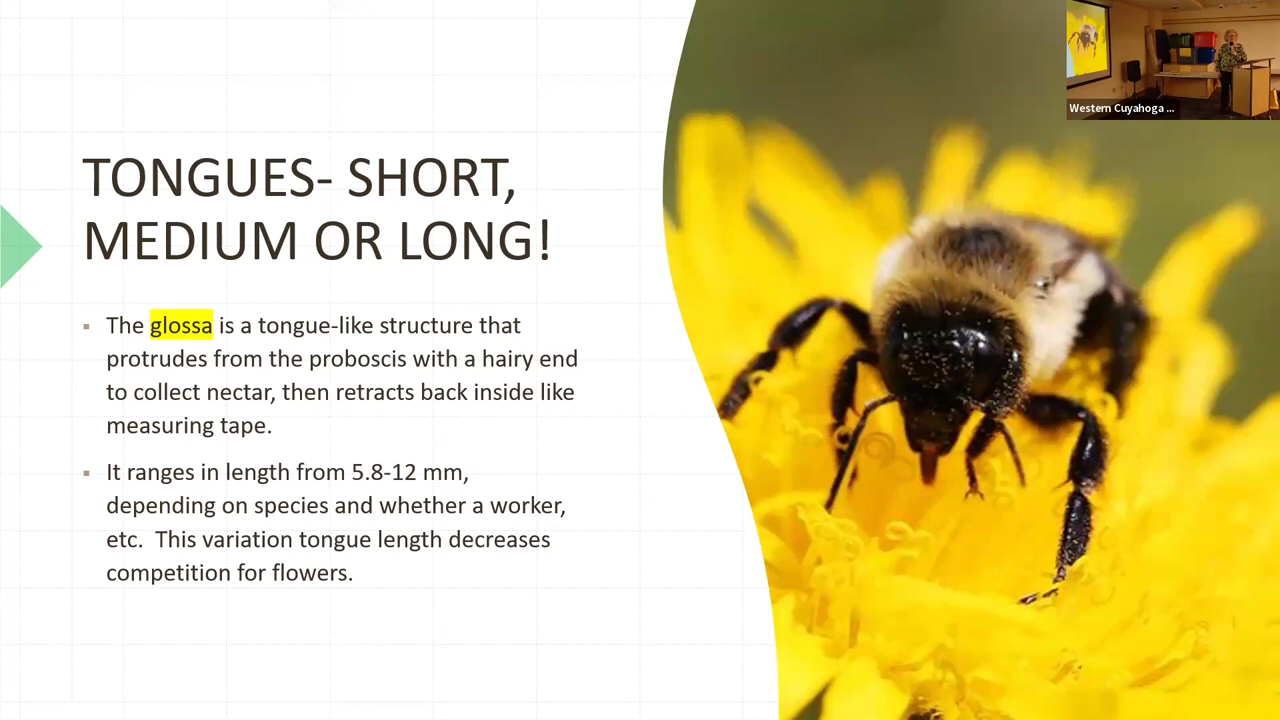 TONGUES- SHORT,
MEDIUM OR LONG!
▪ The glossa is a tongue-like structure that
protrudes from the proboscis with a hairy end
to collect nectar, then retracts back inside like
measuring tape.
▪ It ranges in length from 5.8-12 mm,
depending on species and whether a worker,
etc.  This variation tongue length decreases
competition for flowers.
Western Cuyahoga ...